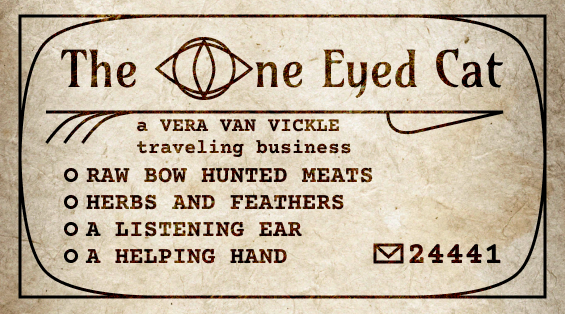 The One Eyed Cat
a VERA VAN VICKLE
traveling business
RAW BOW HUNTED MEATS
HERBS AND FEATHERS
A LISTENING EAR
A HELPING HAND
24441